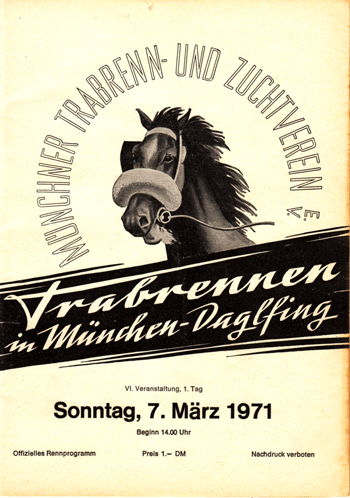 MÜNCHNER TRABRENN- UND ZUCHTVEREIN E.V.
Trabrennen
in München-Daglfing
VI. Veranstaltung, 1. Tag
Sonntag, 7. März 1971
Beginn 14.00 Uhr
Offizielles Rennprogramm Preis 1.– DM Nachdruck verboten